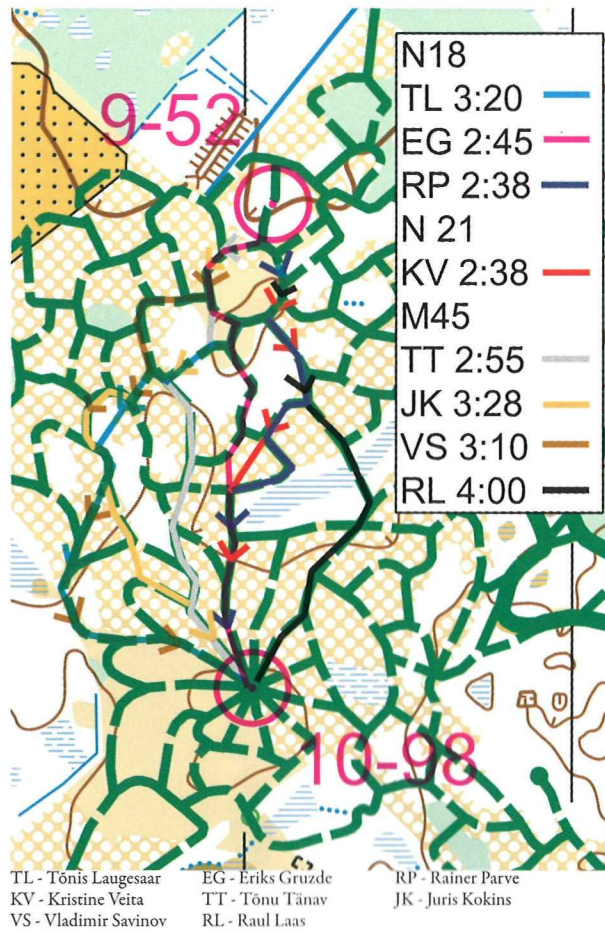 N18
TL 3:20
EG 2:45
RP 2:38
N 21
KV 2:38
M45
TT 2:55
JK 3:28
VS 3:10
RL 4:00
9-52
10-98
TL - Tõnis Laugesaar
EG - Ēriks Gruzde
RP - Rainer Parve
KV - Kristine Veita
TT - Tõnu Tänav
JK - Juris Kokins
VS - Vladimir Savinov
RL - Raul Laas